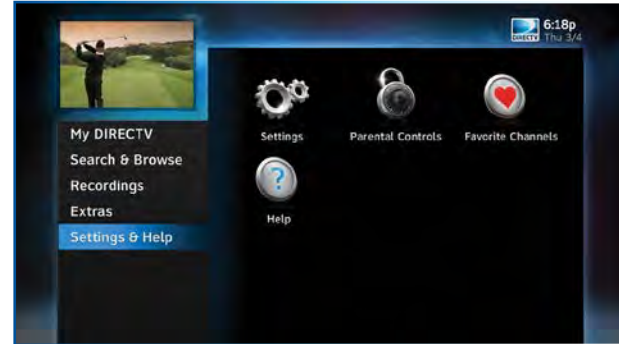 6:18p
DIRECTV Thu 3/4
My DIRECTV
Search & Browse
Recordings
Extras
Settings & Help
Settings
Parental Controls
Favorite Channels
?
Help